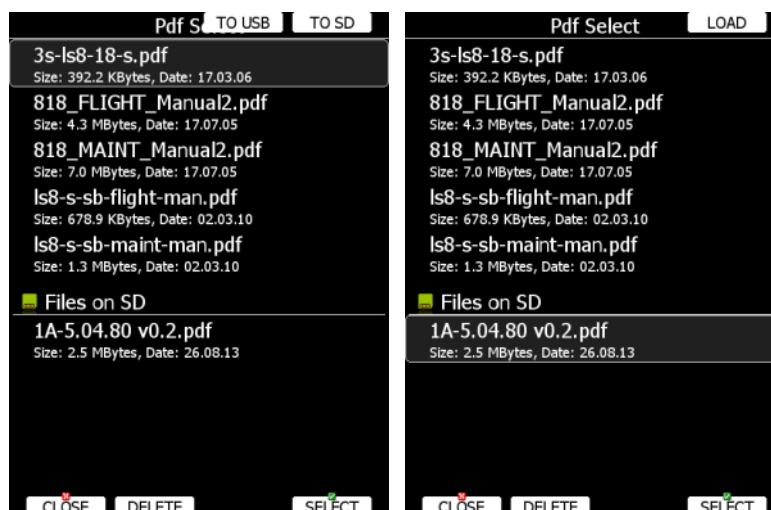 Pdf S TO USB TO SD
3s-ls8-18-s.pdf
Size: 392.2 KBytes, Date: 17.03.06
818_FLIGHT_Manual2.pdf
Size: 4.3 MBytes, Date: 17.07.05
818_MAINT_Manual2.pdf
Size: 7.0 MBytes, Date: 17.07.05
ls8-s-sb-flight-man.pdf
Size: 678.9 KBytes, Date: 02.03.10
ls8-s-sb-maint-man.pdf
Size: 1.3 MBytes, Date: 02.03.10
Files on SD
1A-5.04.80 v0.2.pdf
Size: 2.5 MBytes, Date: 26.08.13
CLOSE DELETE SELECT
Pdf Select LOAD
3s-ls8-18-s.pdf
Size: 392.2 KBytes, Date: 17.03.06
818_FLIGHT_Manual2.pdf
Size: 4.3 MBytes, Date: 17.07.05
818_MAINT_Manual2.pdf
Size: 7.0 MBytes, Date: 17.07.05
ls8-s-sb-flight-man.pdf
Size: 678.9 KBytes, Date: 02.03.10
ls8-s-sb-maint-man.pdf
Size: 1.3 MBytes, Date: 02.03.10
Files on SD
1A-5.04.80 v0.2.pdf
Size: 2.5 MBytes, Date: 26.08.13
CLOSE DELETE SELECT